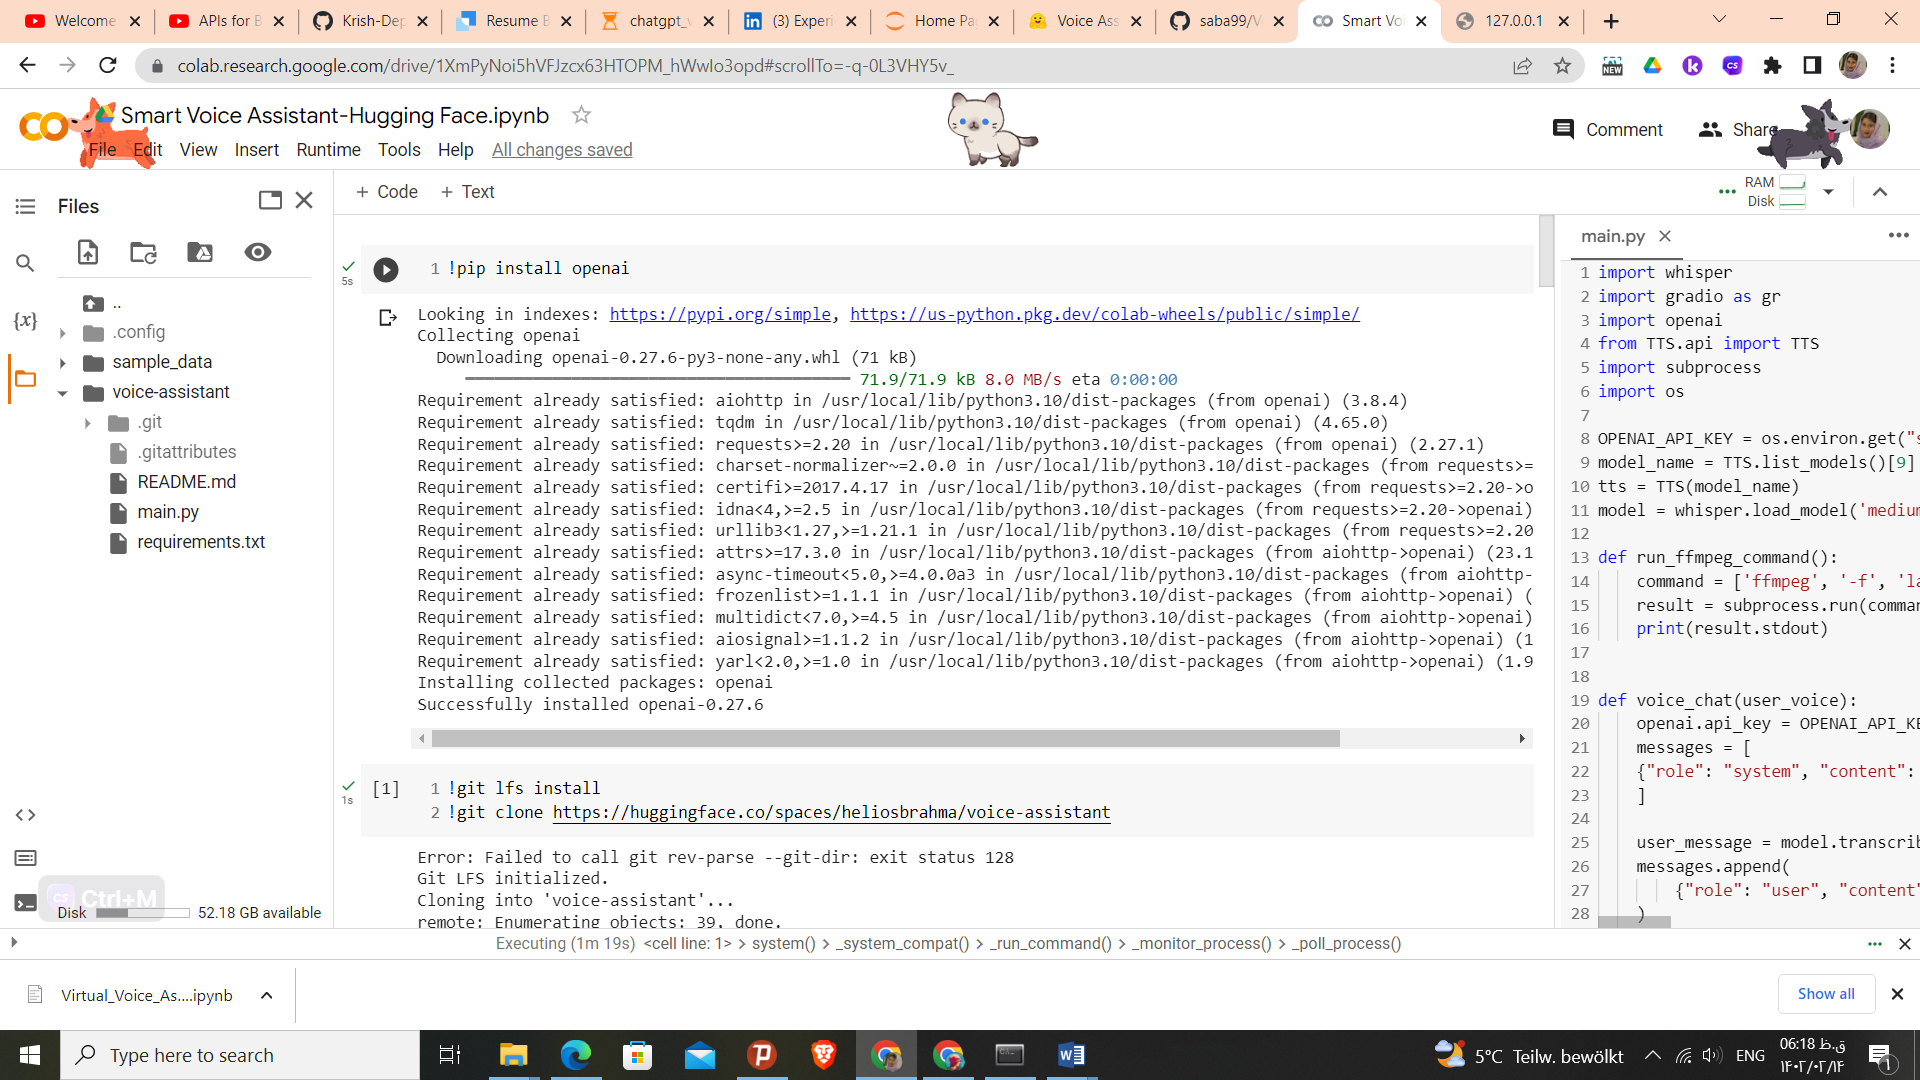 Welcome
APIs for B
Krish-Dep
Resume B
chatgpt_v
(3) Experi
Home Pa
Voice Ass
saba99/V
Smart Voi
127.0.0.1
colab.research.google.com/drive/1XmPyNoi5hVFJzcx63HTOPM_hWwIo3opd#scrollTo=-q-0L3VHY5v_
NEW
Smart Voice Assistant-Hugging Face.ipynb
Comment
Share
File Edit View Insert Runtime Tools Help All changes saved
Files
+ Code + Text
RAM
Disk
..
.config
sample_data
voice-assistant
.git
.gitattributes
README.md
main.py
requirements.txt
{x}
Ctrl+M
Disk 52.18 GB available
5s
1 !pip install openai
Looking in indexes: https://pypi.org/simple, https://us-python.pkg.dev/colab-wheels/public/simple/
Collecting openai
Downloading openai-0.27.6-py3-none-any.whl (71 kB)
71.9/71.9 kB 8.0 MB/s eta 0:00:00
Requirement already satisfied: aiohttp in /usr/local/lib/python3.10/dist-packages (from openai) (3.8.4)
Requirement already satisfied: tqdm in /usr/local/lib/python3.10/dist-packages (from openai) (4.65.0)
Requirement already satisfied: requests>=2.20 in /usr/local/lib/python3.10/dist-packages (from openai) (2.27.1)
Requirement already satisfied: charset-normalizer~=2.0.0 in /usr/local/lib/python3.10/dist-packages (from requests>=
Requirement already satisfied: certifi>=2017.4.17 in /usr/local/lib/python3.10/dist-packages (from requests>=2.20->o
Requirement already satisfied: idna<4,>=2.5 in /usr/local/lib/python3.10/dist-packages (from requests>=2.20->openai)
Requirement already satisfied: urllib3<1.27,>=1.21.1 in /usr/local/lib/python3.10/dist-packages (from requests>=2.20
Requirement already satisfied: attrs>=17.3.0 in /usr/local/lib/python3.10/dist-packages (from aiohttp->openai) (23.1
Requirement already satisfied: async-timeout<5.0,>=4.0.0a3 in /usr/local/lib/python3.10/dist-packages (from aiohttp-
Requirement already satisfied: frozenlist>=1.1.1 in /usr/local/lib/python3.10/dist-packages (from aiohttp->openai) (
Requirement already satisfied: multidict<7.0,>=4.5 in /usr/local/lib/python3.10/dist-packages (from aiohttp->openai)
Requirement already satisfied: aiosignal>=1.1.2 in /usr/local/lib/python3.10/dist-packages (from aiohttp->openai) (1
Requirement already satisfied: yarl<2.0,>=1.0 in /usr/local/lib/python3.10/dist-packages (from aiohttp->openai) (1.9
Installing collected packages: openai
Successfully installed openai-0.27.6
1s
[1] 1 !git lfs install
2 !git clone https://huggingface.co/spaces/heliosbrahma/voice-assistant
Error: Failed to call git rev-parse --git-dir: exit status 128
Git LFS initialized.
Cloning into 'voice-assistant'...
remote: Enumerating objects: 39, done.
main.py
1 import whisper
2 import gradio as gr
3 import openai
4 from TTS.api import TTS
5 import subprocess
6 import os
7
8 OPENAI_API_KEY = os.environ.get("s
9 model_name = TTS.list_models()[9]
10 tts = TTS(model_name)
11 model = whisper.load_model('medium
12
13 def run_ffmpeg_command():
14 command = ['ffmpeg', '-f', 'la
15 result = subprocess.run(comman
16 print(result.stdout)
17
18
19 def voice_chat(user_voice):
20 openai.api_key = OPENAI_API_KE
21 messages = [
22 {"role": "system", "content":
23 ]
24
25 user_message = model.transcrib
26 messages.append(
27 {"role": "user", "content"
28 )
Executing (1m 19s) <cell line: 1> > system() > _system_compat() > _run_command() > _monitor_process() > _poll_process()
Virtual_Voice_As....ipynb
Show all
Type here to search
5°C Teilw. bewölkt
ENG
06:18 ق.ظ
۱۴۰۲/۰۲/۱۴
۱